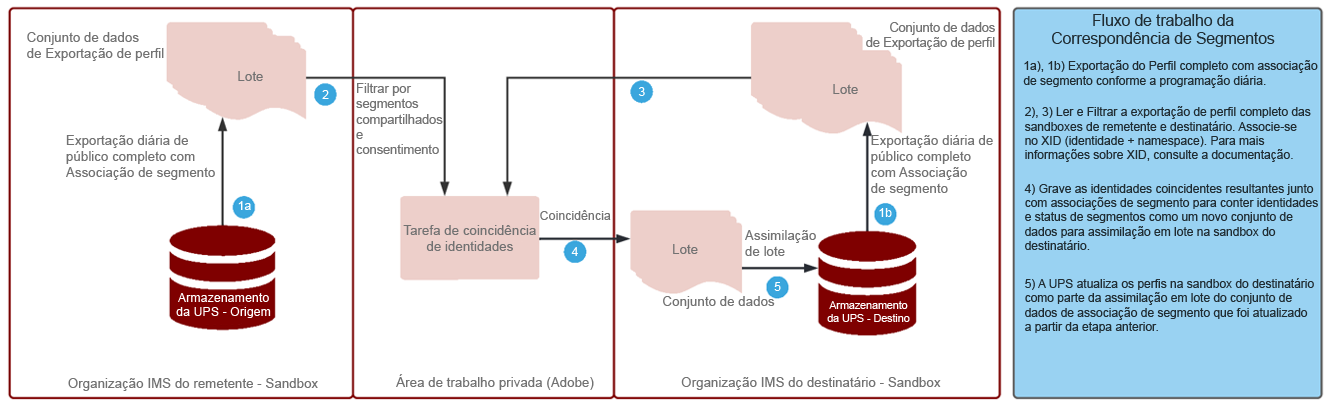 Conjunto de dados
de Exportação de perfil
Lote
2
Filtrar por
segmentos
compartilhados
e
consentimento
Exportação diária de
público completo com
Associação de segmento
1a
Armazenamento
da UPS - Origem
Organização IMS do remetente - Sandbox
Tarefa de coincidência
de identidades
Coincidência
4
Área de trabalho privada (Adobe)
Conjunto de dados
de Exportação de perfil
Lote
3
Exportação diária de
público completo
com Associação
de segmento
1b
Lote
Conjunto de dados
Assimilação
de lote
5
Armazenamento
da UPS - Destino
Organização IMS do destinatário - Sandbox
Fluxo de trabalho da
Correspondência de Segmentos
1a), 1b) Exportação do Perfil completo com associação
de segmento conforme a programação diária.
2), 3) Ler e Filtrar a exportação de perfil completo das
sandboxes de remetente e destinatário. Associe-se
no XID (identidade + namespace). Para mais
informações sobre XID, consulte a documentação.
4) Grave as identidades coincidentes resultantes junto
com associações de segmento para conter identidades
e status de segmentos como um novo conjunto de
dados para assimilação em lote na sandbox do
destinatário.
5) A UPS atualiza os perfis na sandbox do destinatário
como parte da assimilação em lote do conjunto de
dados de associação de segmento que foi atualizado
a partir da etapa anterior.